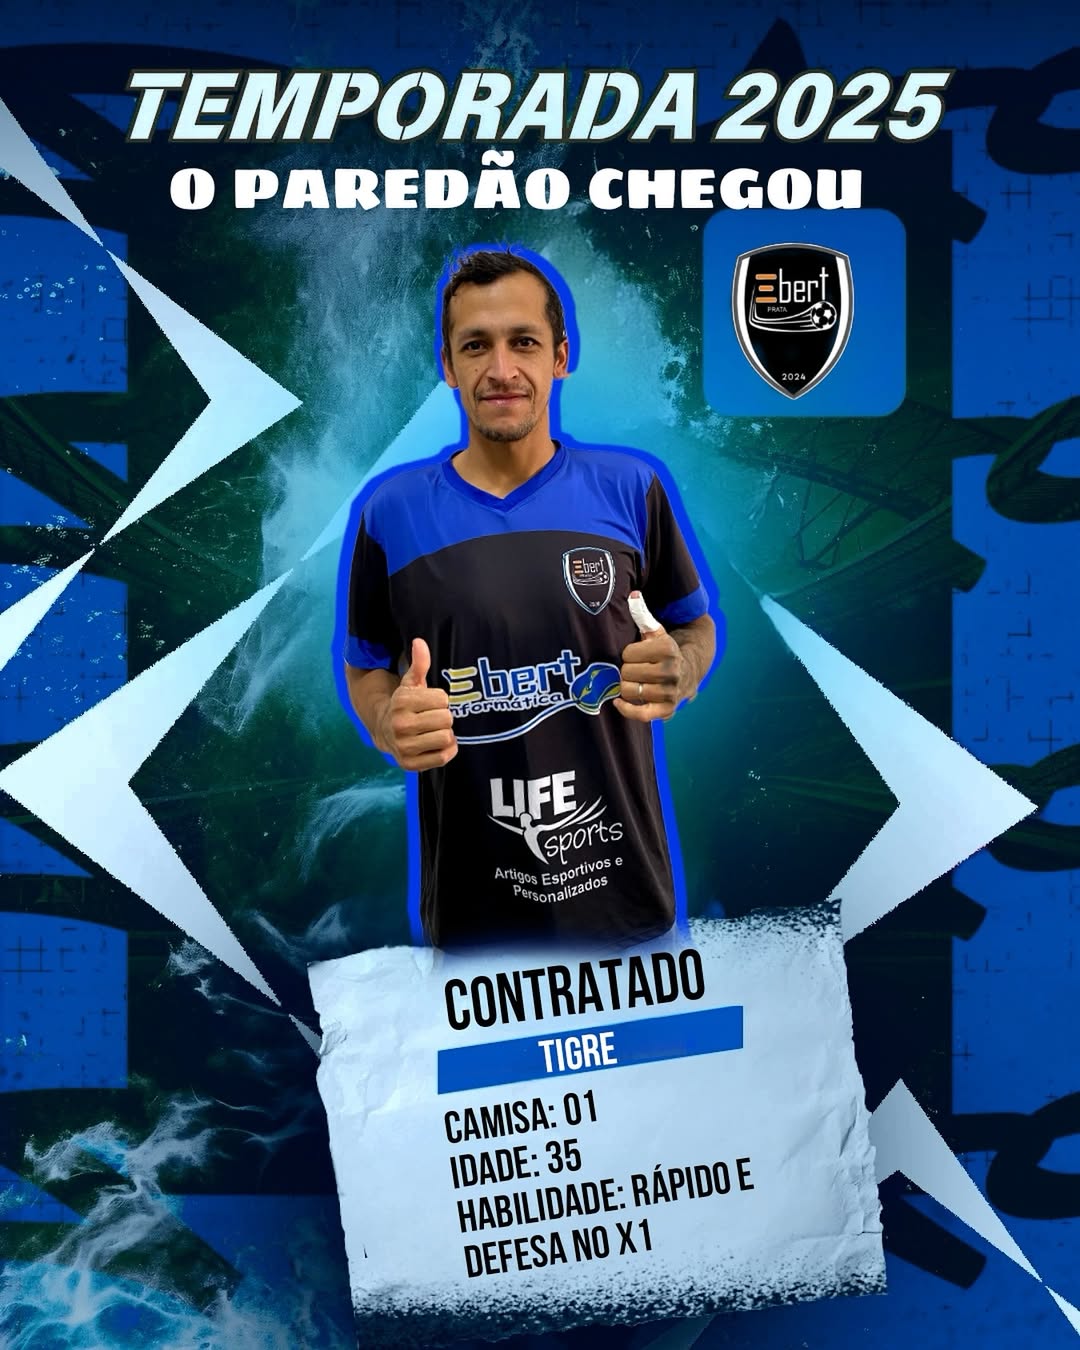 TEMPORADA 2025
O PAREDÃO CHEGOU
Ebert
PRATA
2024
Ebert
Ebert
informática
LIFE
sports
Artigos Esportivos e
Personalizados
CONTRATADO
TIGRE
CAMISA: 01
IDADE: 35
HABILIDADE: RÁPIDO E
DEFESA NO X1